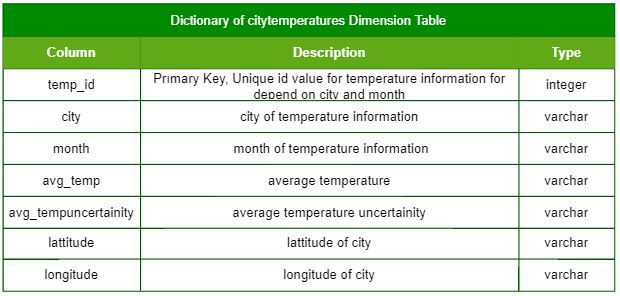 Dictionary of citytemperatures Dimension Table
Column Description Type
temp_id Primary Key, Unique id value for temperature information for integer
depend on city and month
city city of temperature information varchar
month month of temperature information varchar
avg_temp average temperature varchar
avg_tempuncertainity average temperature uncertainity varchar
lattitude lattitude of city varchar
longitude longitude of city varchar